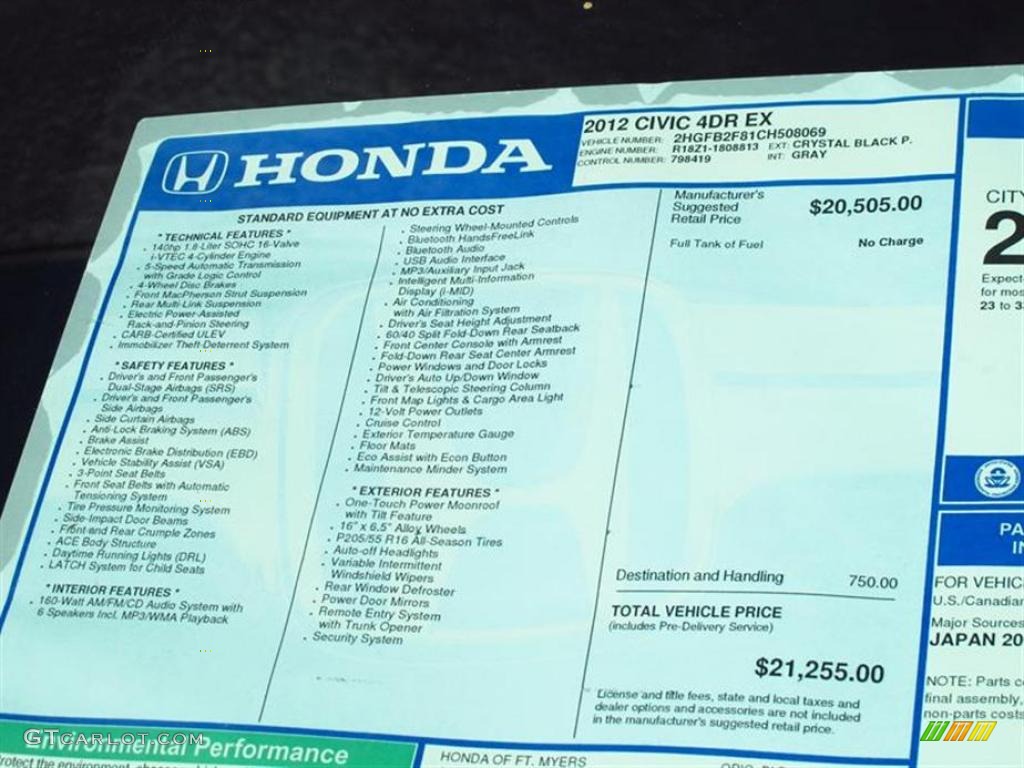 HONDA
2012 CIVIC 4DR EX
VEHICLE NUMBER: 2HGFB2F81CH508069
ENGINE NUMBER: R18Z1-1808813 EXT: CRYSTAL BLACK P.
CONTROL NUMBER: 798419 INT: GRAY
STANDARD EQUIPMENT AT NO EXTRA COST
* TECHNICAL FEATURES *
. 140hp 1.8-Liter SOHC 16-Valve
i-VTEC 4-Cylinder Engine
. 5-Speed Automatic Transmission
with Grade Logic Control
. 4-Wheel Disc Brakes
. Front MacPherson Strut Suspension
. Rear Multi-Link Suspension
. Electric Power-Assisted
Rack-and-Pinion Steering
. CARB-Certified ULEV
. Immobilizer Theft-Deterrent System
* SAFETY FEATURES *
. Driver's and Front Passenger's
Dual-Stage Airbags (SRS)
. Driver's and Front Passenger's
Side Airbags
. Side Curtain Airbags
. Anti-Lock Braking System (ABS)
. Brake Assist
. Electronic Brake Distribution (EBD)
. Vehicle Stability Assist (VSA)
. 3-Point Seat Belts
. Front Seat Belts with Automatic
Tensioning System
. Tire Pressure Monitoring System
. Side-Impact Door Beams
. Front and Rear Crumple Zones
. ACE Body Structure
. Daytime Running Lights (DRL)
. LATCH System for Child Seats
* INTERIOR FEATURES *
. 160-Watt AM/FM/CD Audio System with
6 Speakers Incl. MP3/WMA Playback
. Steering Wheel-Mounted Controls
. Bluetooth HandsFreeLink
. Bluetooth Audio
. USB Audio Interface
. MP3/Auxiliary Input Jack
. Intelligent Multi-Information
Display (i-MID)
. Air Conditioning
with Air Filtration System
. Driver's Seat Height Adjustment
. 60/40 Split Fold-Down Rear Seatback
. Front Center Console with Armrest
. Fold-Down Rear Seat Center Armrest
. Power Windows and Door Locks
. Driver's Auto Up/Down Window
. Tilt & Telescopic Steering Column
. Front Map Lights & Cargo Area Light
. 12-Volt Power Outlets
. Cruise Control
. Exterior Temperature Gauge
. Floor Mats
. Eco Assist with Econ Button
. Maintenance Minder System
* EXTERIOR FEATURES *
. One-Touch Power Moonroof
with Tilt Feature
. 16" x 6.5" Alloy Wheels
. P205/55 R16 All-Season Tires
. Auto-off Headlights
. Variable Intermittent
Windshield Wipers
. Rear Window Defroster
. Power Door Mirrors
. Remote Entry System
with Trunk Opener
. Security System
Manufacturer's
Suggested
Retail Price $20,505.00
Full Tank of Fuel No Charge
Destination and Handling 750.00
TOTAL VEHICLE PRICE
(includes Pre-Delivery Service)
$21,255.00
License and title fees, state and local taxes and
dealer options and accessories are not included
in the manufacturer's suggested retail price.
CITY
2
Expect
for mos
23 to 3
PA
IN
FOR VEHIC
U.S./Canadian
Major Sources
JAPAN 20
NOTE: Parts c
final assembly,
non-parts costs
Environmental Performance
HONDA OF FT. MYERS
GTcarlot.com